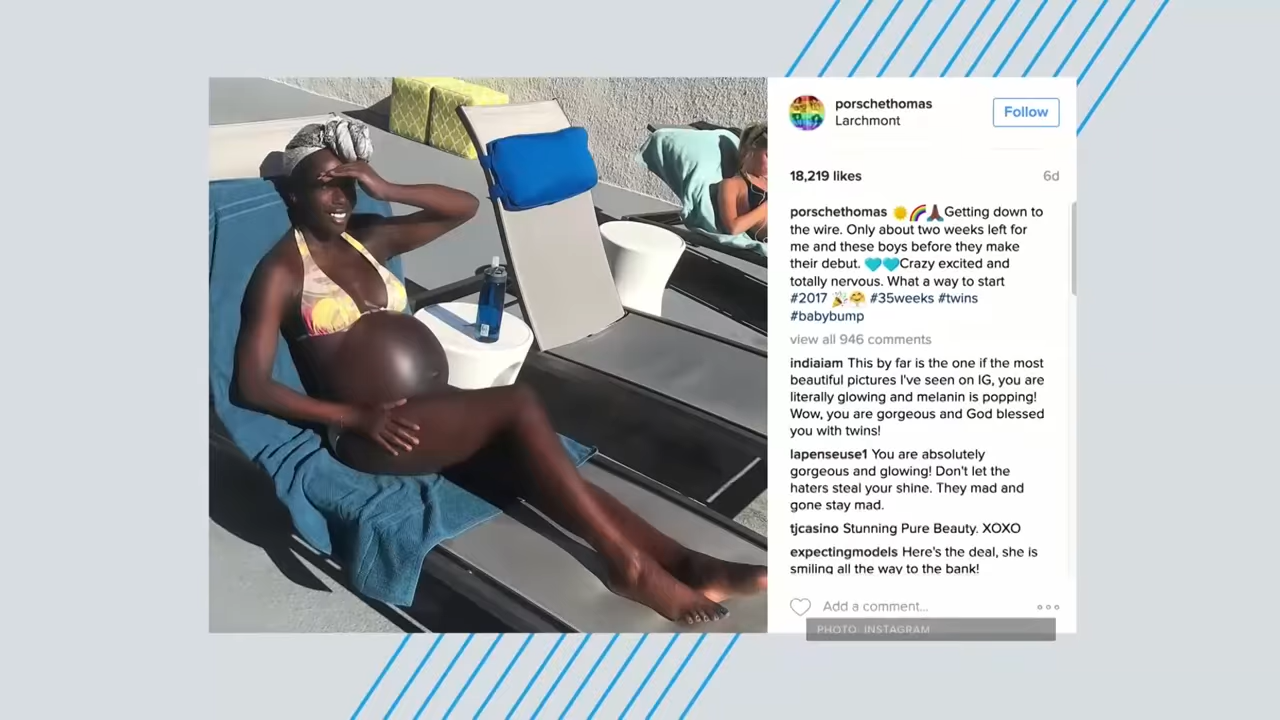 porschethomas
Larchmont
Follow
18,219 likes
6d
porschethomas ☀️🌈🙏🏿Getting down to
the wire. Only about two weeks left for
me and these boys before they make
their debut. 💙💙Crazy excited and
totally nervous. What a way to start
#2017 🎉🤗 #35weeks #twins
#babybump
view all 946 comments
indiaiam This by far is the one if the most
beautiful pictures I've seen on IG, you are
literally glowing and melanin is popping!
Wow, you are gorgeous and God blessed
you with twins!
lapenseuse1 You are absolutely
gorgeous and glowing! Don't let the
haters steal your shine. They mad and
gone stay mad.
tjcasino Stunning Pure Beauty. XOXO
expectingmodels Here's the deal, she is
smiling all the way to the bank!
Add a comment...
PHOTO: INSTAGRAM